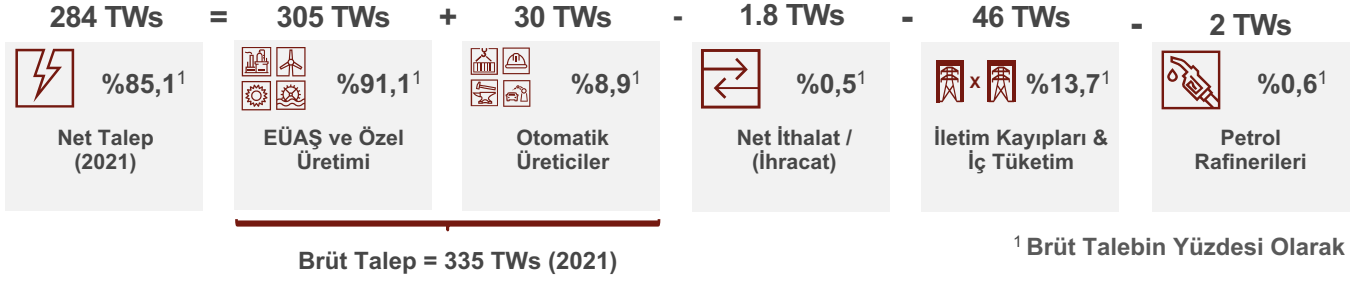 284 TWs = 305 TWs + 30 TWs - 1.8 TWs - 46 TWs - 2 TWs
%85,1¹ %91,1¹ %8,9¹ %0,5¹ x %13,7¹ %0,6¹
Net Talep
(2021)
EÜAŞ ve Özel
Üretimi
Otomatik
Üreticiler
Net İthalat /
(İhracat)
İletim Kayıpları &
İç Tüketim
Petrol
Rafinerileri
Brüt Talep = 335 TWs (2021)
¹ Brüt Talebin Yüzdesi Olarak